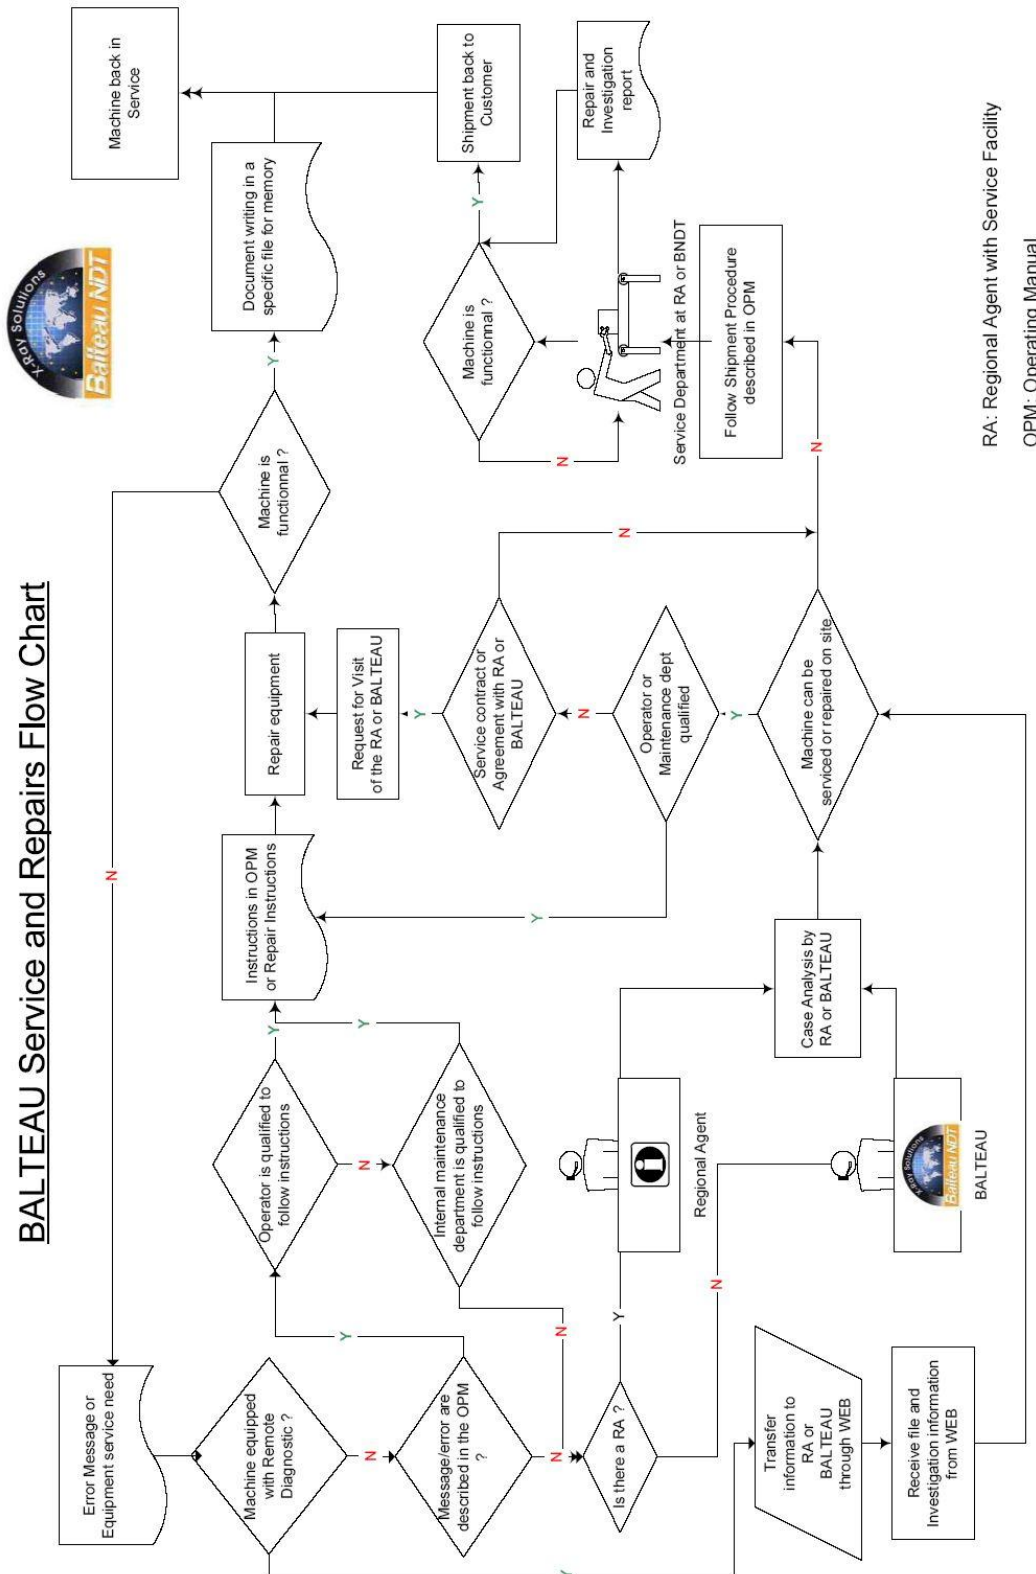 BALTEAU Service and Repairs Flow Chart
X-Ray Solutions
Balteau NDT
Error Message or
Equipment service need
Machine equipped
with Remote
Diagnostic ?
N
Message/error are
described in the OPM
?
Y
N
Operator is qualified to
follow instructions
Y
N
Internal maintenance
department is qualified to
follow instructions
Y
N
Instructions in OPM
or Repair Instructions
Repair equipment
Machine is
functionnal ?
N
Y
Document writing in a
specific file for memory
Machine back in
Service
Is there a RA ?
Y
N
Regional Agent
X-Ray Solutions
Balteau NDT
BALTEAU
Case Analysis by
RA or BALTEAU
Y
Transfer
information to
RA or
BALTEAU
through WEB
Receive file and
Investigation information
from WEB
Machine can be
serviced or repaired on site
Y
N
Operator or
Maintenance dept
qualified
Y
N
Service contract or
Agreement with RA or
BALTEAU
Y
N
Request for Visit
of the RA or BALTEAU
Follow Shipment Procedure
described in OPM
Service Department at RA or BNDT
Machine is
functionnal ?
N
Y
Repair and
Investigation
report
Shipment back to
Customer
RA: Regional Agent with Service Facility
OPM: Operating Manual